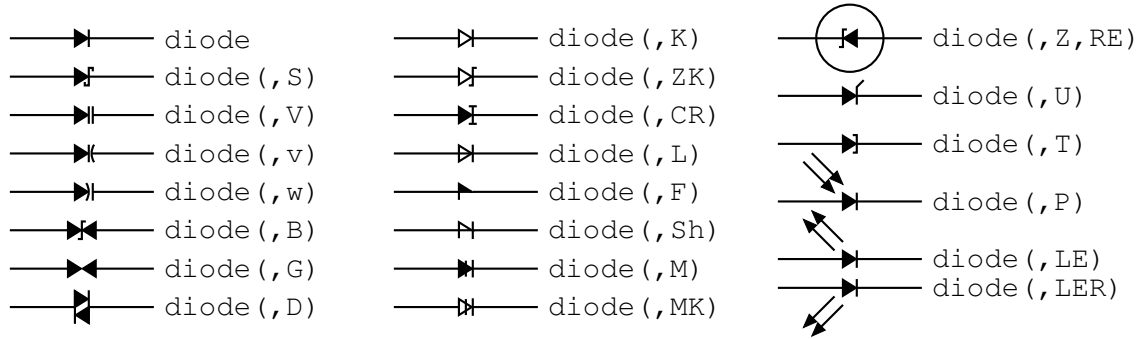 diode
diode(,S)
diode(,V)
diode(,v)
diode(,w)
diode(,B)
diode(,G)
diode(,D)
diode(,K)
diode(,ZK)
diode(,CR)
diode(,L)
diode(,F)
diode(,Sh)
diode(,M)
diode(,MK)
diode(,Z,RE)
diode(,U)
diode(,T)
diode(,P)
diode(,LE)
diode(,LER)